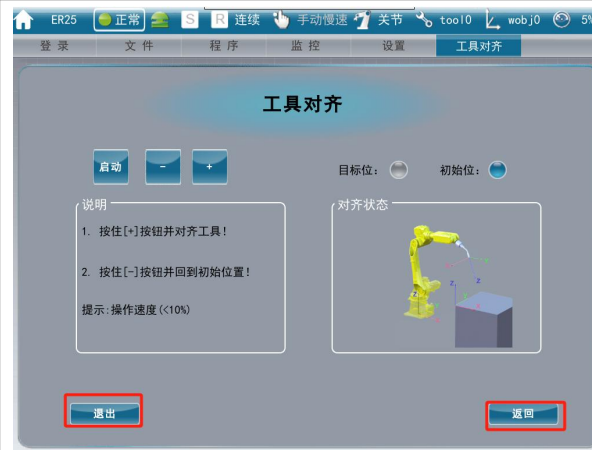 ER25 正常 S R 连续 手动慢速 关节 tool0 wobj0 5%
登录 文件 程序 监控 设置 工具对齐
工具对齐
启动 - + 目标位: 初始位:
说明
1. 按住[+]按钮并对齐工具!
2. 按住[-]按钮并回到初始位置!
提示:操作速度(<10%)
对齐状态
Z Z
退出 返回